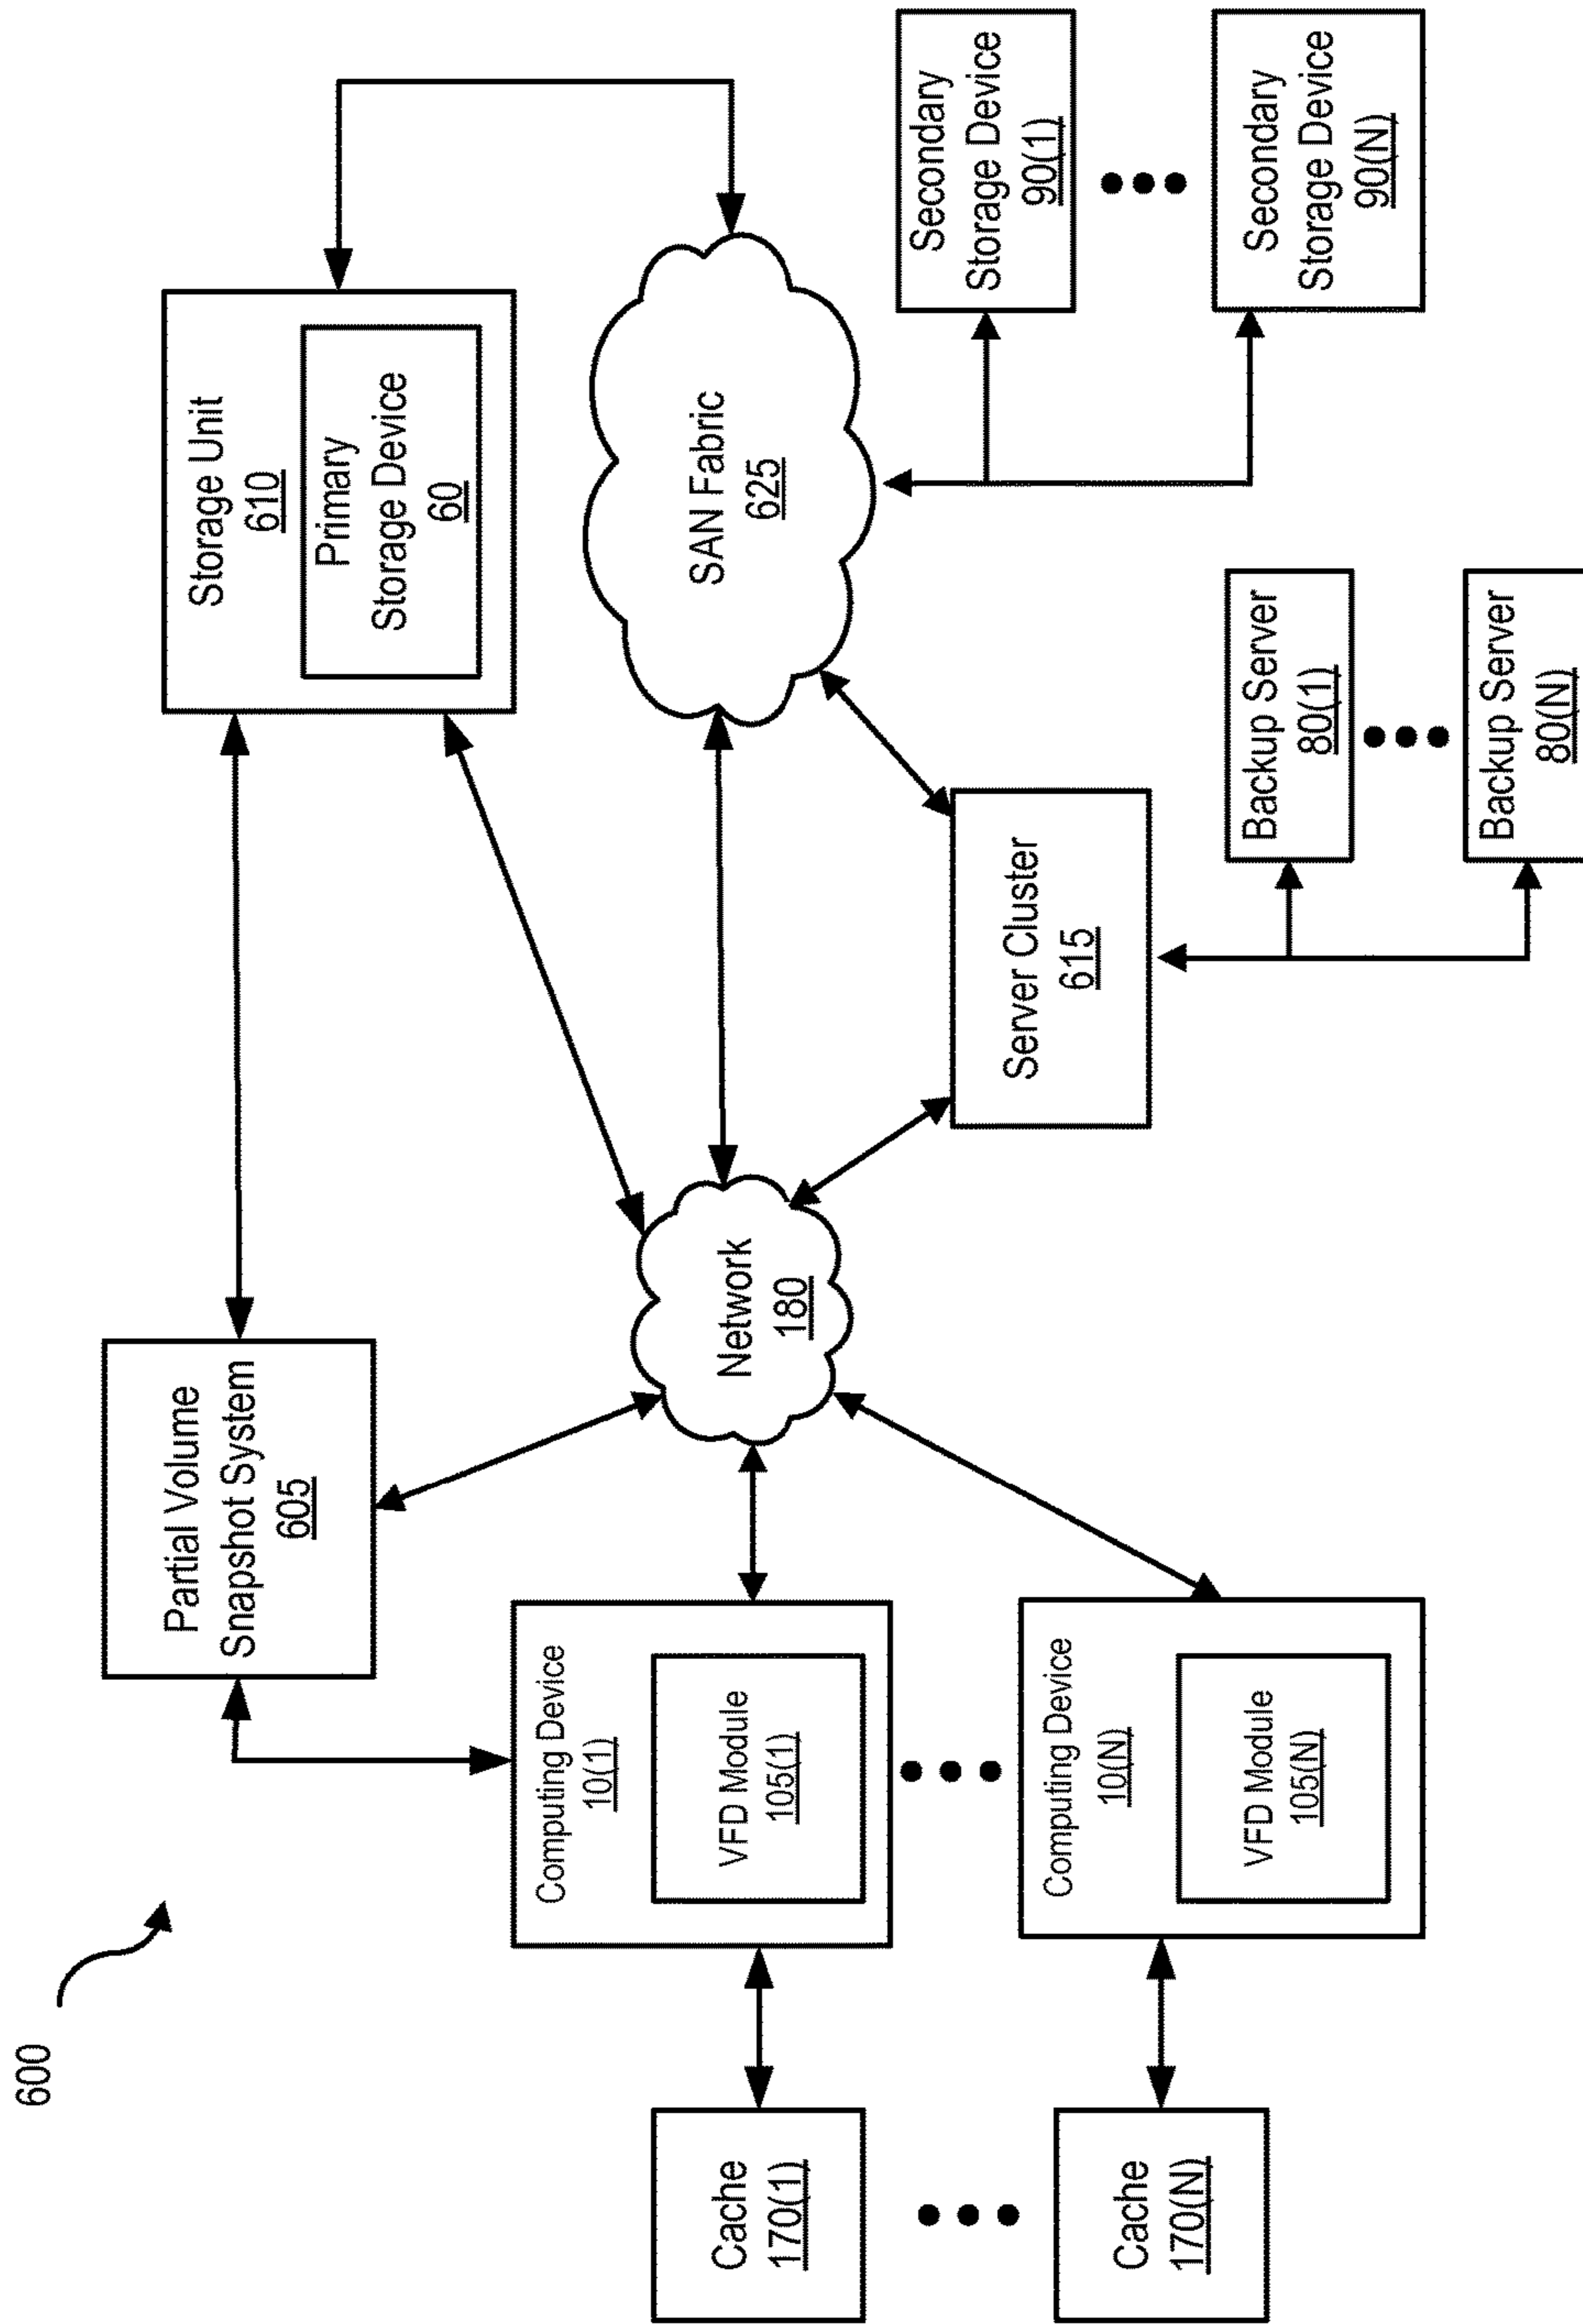 600
Partial Volume
Snapshot System
605
Storage Unit
610
Primary
Storage Device
60
Cache
170(1)
Computing Device
10(1)
VFD Module
105(1)
Network
180
SAN Fabric
625
Secondary
Storage Device
90(1)
Cache
170(N)
Computing Device
10(N)
VFD Module
105(N)
Server Cluster
615
Secondary
Storage Device
90(N)
Backup Server
80(1)
Backup Server
80(N)